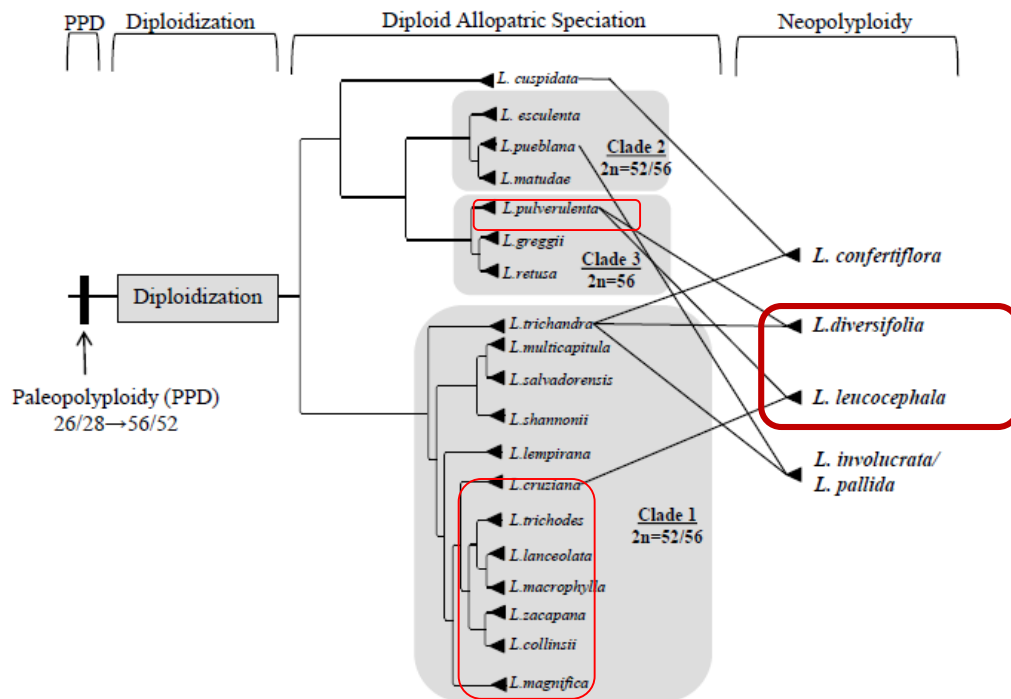 PPD Diploidization Diploid Allopatric Speciation Neopolyploidy
L. cuspidata
L. esculenta
L.pueblana
L.matudae
Clade 2
2n=52/56
L.pulverulenta
L.greggii
L.retusa
Clade 3
2n=56
Diploidization
Paleopolyploidy (PPD)
26/28→56/52
L.trichandra
L.multicapitula
L.salvadorensis
L.shannonii
L.lempirana
L.cruziana
L.trichodes
L.lanceolata
L.macrophylla
L.zacapana
L.collinsii
L.magnifica
Clade 1
2n=52/56
L. confertiflora
L.diversifolia
L. leucocephala
L. involucrata/
L. pallida